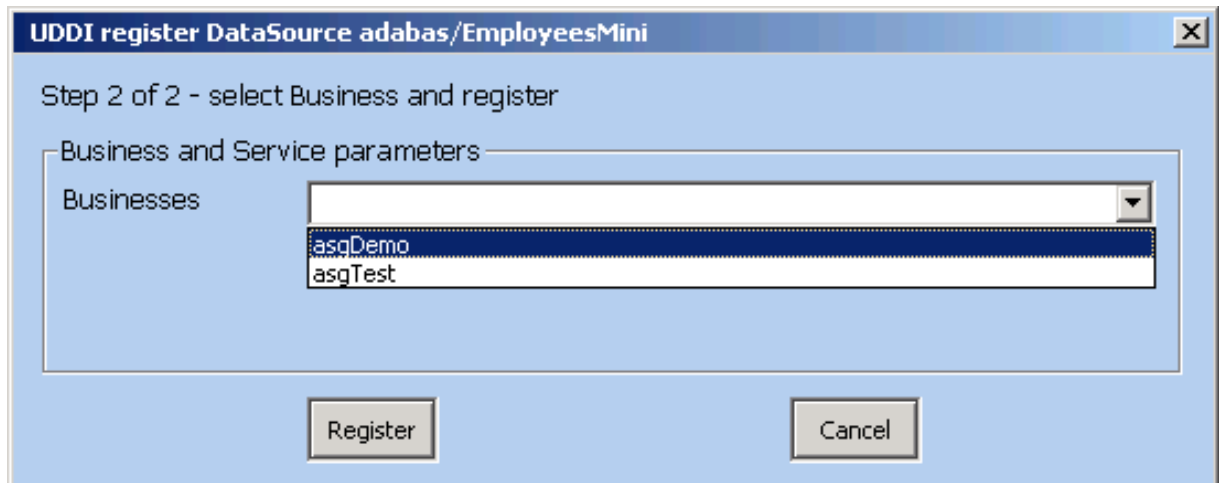 UDDI register DataSource adabas/EmployeesMini
Step 2 of 2 - select Business and register
Business and Service parameters
Businesses
asgDemo
asgTest
Register
Cancel